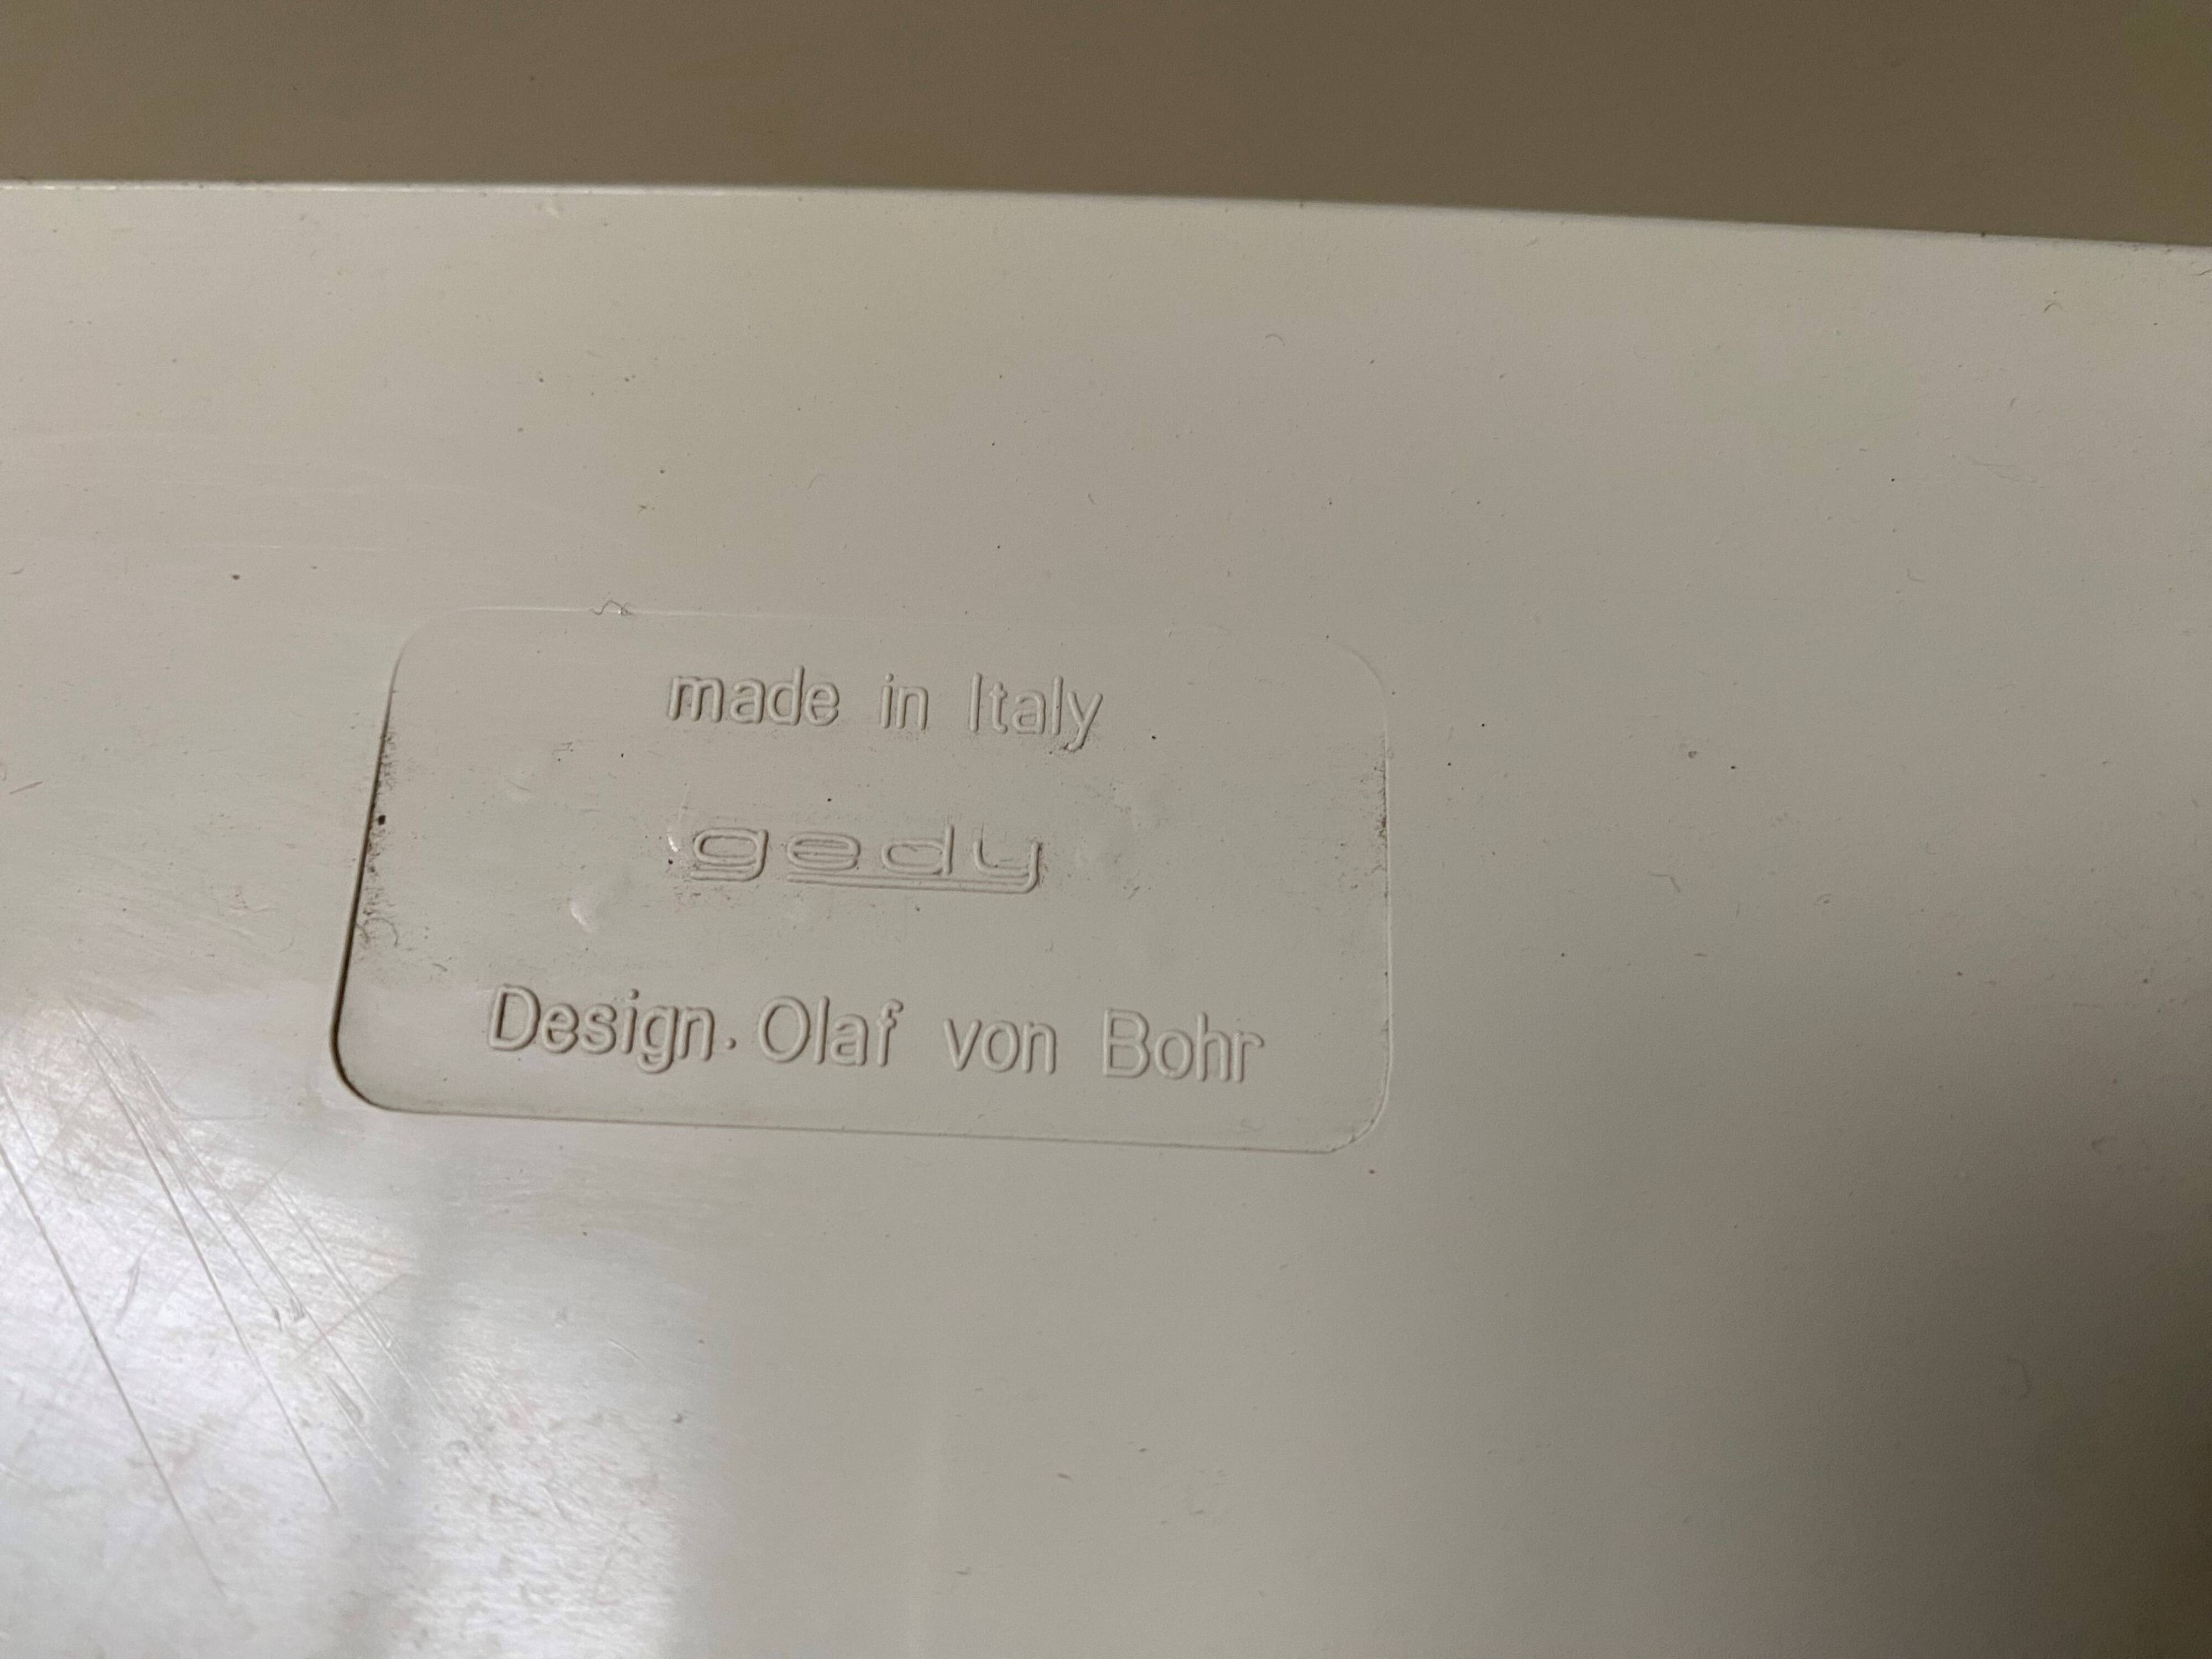 made in Italy
gedy
Design. Olaf von Bohr